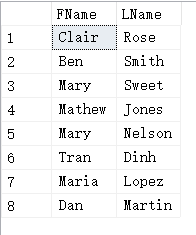 FName LName
1 Clair Rose
2 Ben Smith
3 Mary Sweet
4 Mathew Jones
5 Mary Nelson
6 Tran Dinh
7 Maria Lopez
8 Dan Martin